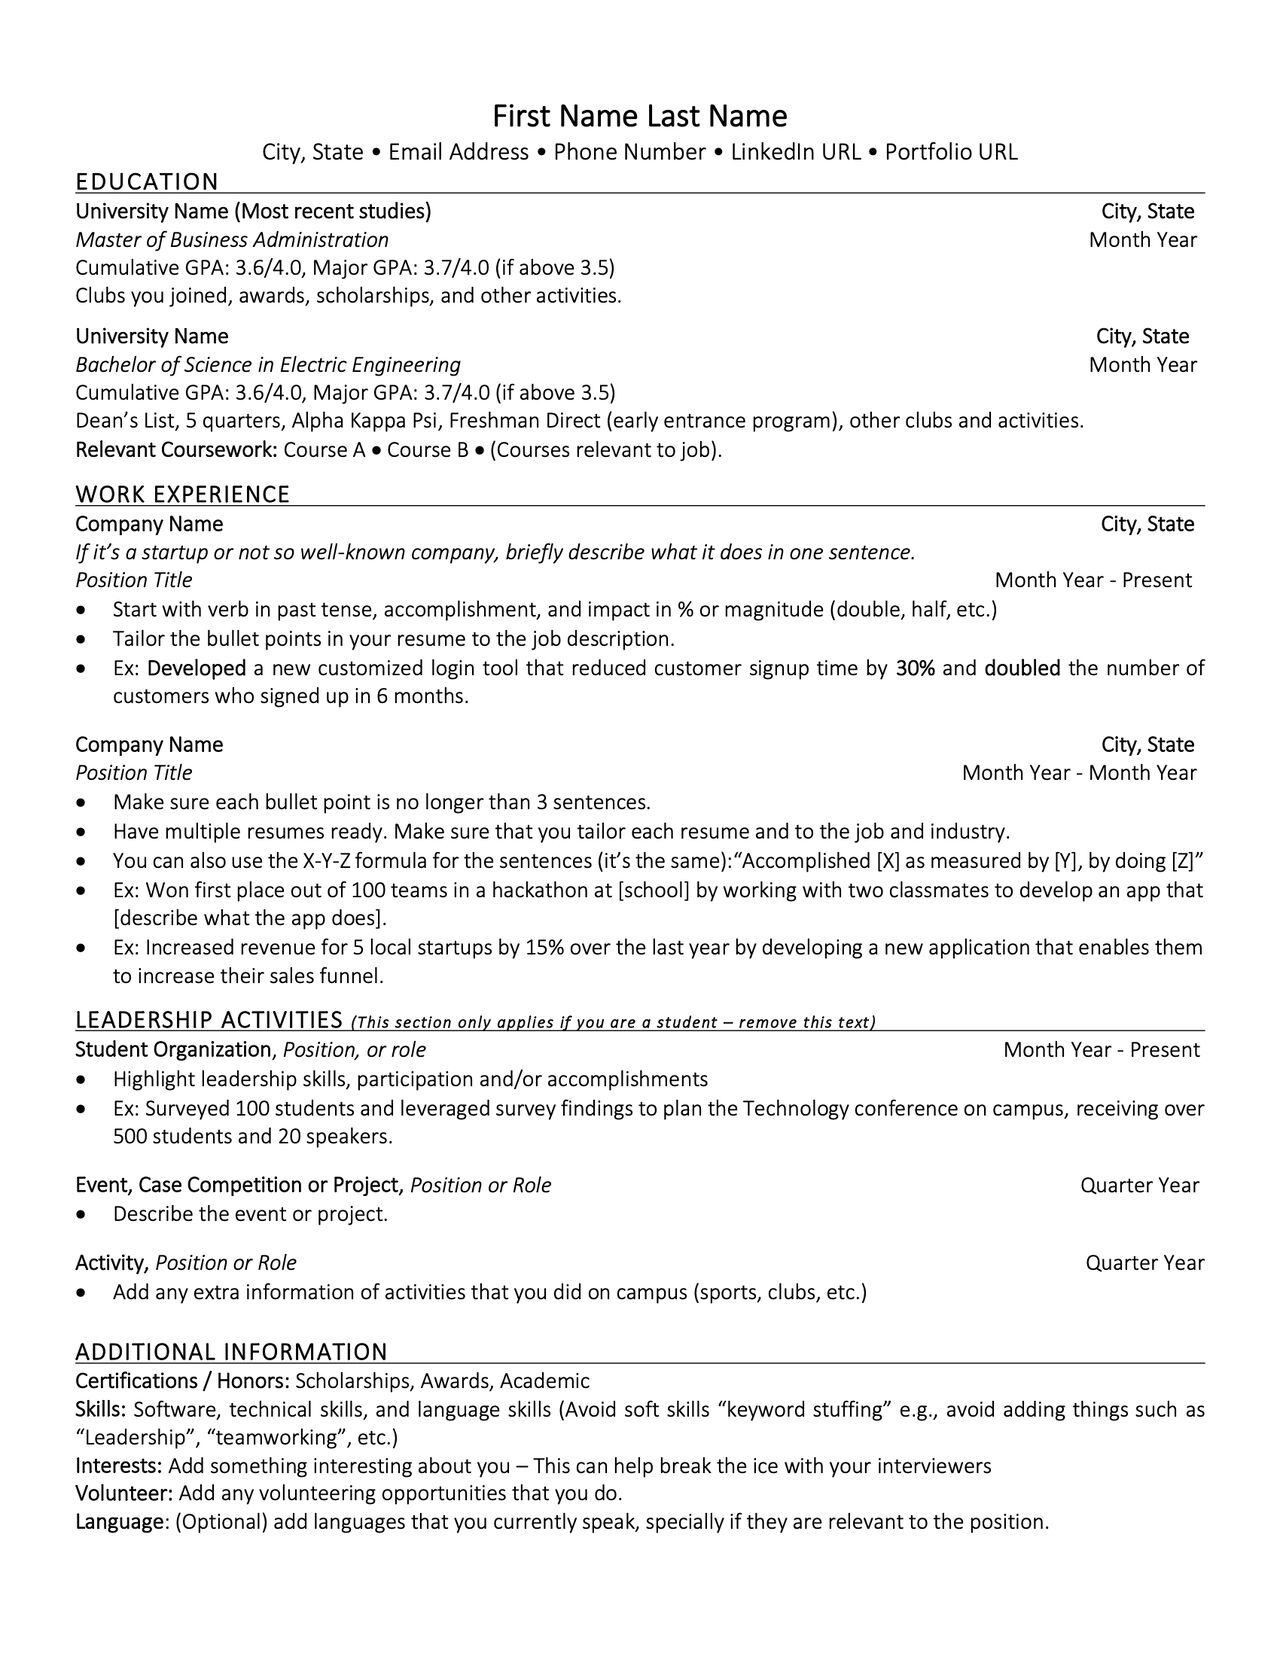 First Name Last Name
City, State • Email Address • Phone Number • LinkedIn URL • Portfolio URL
EDUCATION
University Name (Most recent studies) City, State
Master of Business Administration Month Year
Cumulative GPA: 3.6/4.0, Major GPA: 3.7/4.0 (if above 3.5)
Clubs you joined, awards, scholarships, and other activities.
University Name City, State
Bachelor of Science in Electric Engineering Month Year
Cumulative GPA: 3.6/4.0, Major GPA: 3.7/4.0 (if above 3.5)
Dean’s List, 5 quarters, Alpha Kappa Psi, Freshman Direct (early entrance program), other clubs and activities.
Relevant Coursework: Course A • Course B • (Courses relevant to job).
WORK EXPERIENCE
Company Name City, State
If it’s a startup or not so well-known company, briefly describe what it does in one sentence.
Position Title Month Year - Present
• Start with verb in past tense, accomplishment, and impact in % or magnitude (double, half, etc.)
• Tailor the bullet points in your resume to the job description.
• Ex: Developed a new customized login tool that reduced customer signup time by 30% and doubled the number of
customers who signed up in 6 months.
Company Name City, State
Position Title Month Year - Month Year
• Make sure each bullet point is no longer than 3 sentences.
• Have multiple resumes ready. Make sure that you tailor each resume and to the job and industry.
• You can also use the X-Y-Z formula for the sentences (it’s the same):“Accomplished [X] as measured by [Y], by doing [Z]”
• Ex: Won first place out of 100 teams in a hackathon at [school] by working with two classmates to develop an app that
[describe what the app does].
• Ex: Increased revenue for 5 local startups by 15% over the last year by developing a new application that enables them
to increase their sales funnel.
LEADERSHIP ACTIVITIES (This section only applies if you are a student – remove this text)
Student Organization, Position, or role Month Year - Present
• Highlight leadership skills, participation and/or accomplishments
• Ex: Surveyed 100 students and leveraged survey findings to plan the Technology conference on campus, receiving over
500 students and 20 speakers.
Event, Case Competition or Project, Position or Role Quarter Year
• Describe the event or project.
Activity, Position or Role Quarter Year
• Add any extra information of activities that you did on campus (sports, clubs, etc.)
ADDITIONAL INFORMATION
Certifications / Honors: Scholarships, Awards, Academic
Skills: Software, technical skills, and language skills (Avoid soft skills “keyword stuffing” e.g., avoid adding things such as
“Leadership”, “teamworking”, etc.)
Interests: Add something interesting about you – This can help break the ice with your interviewers
Volunteer: Add any volunteering opportunities that you do.
Language: (Optional) add languages that you currently speak, specially if they are relevant to the position.